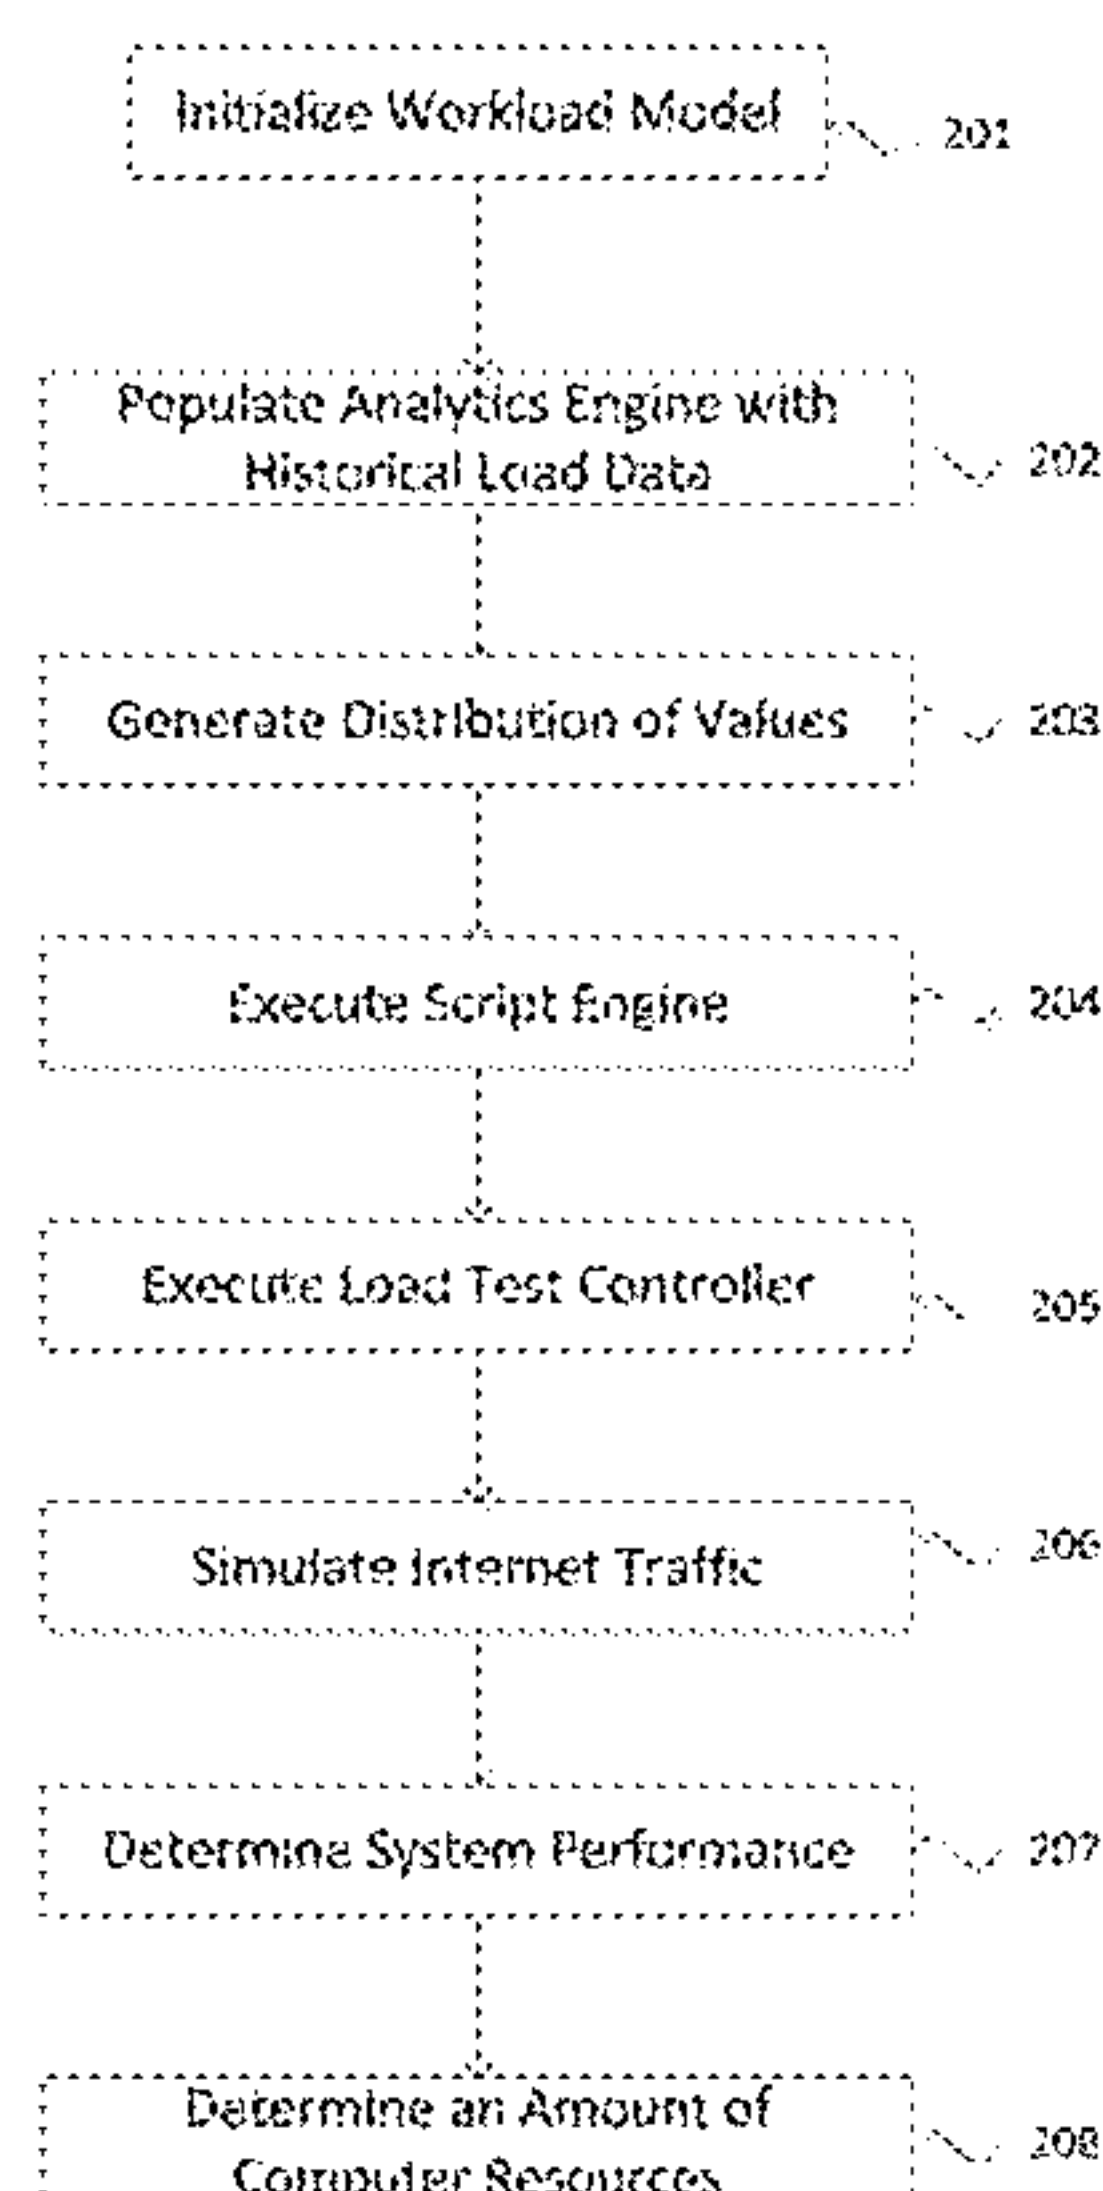 Initialize Workload Model
201
Populate Analytics Engine with
Historical Load Data
202
Generate Distribution of Values
203
Execute Script Engine
204
Execute Load Test Controller
205
Simulate Internet Traffic
206
Determine System Performance
207
Determine an Amount of
Computer Resources
208